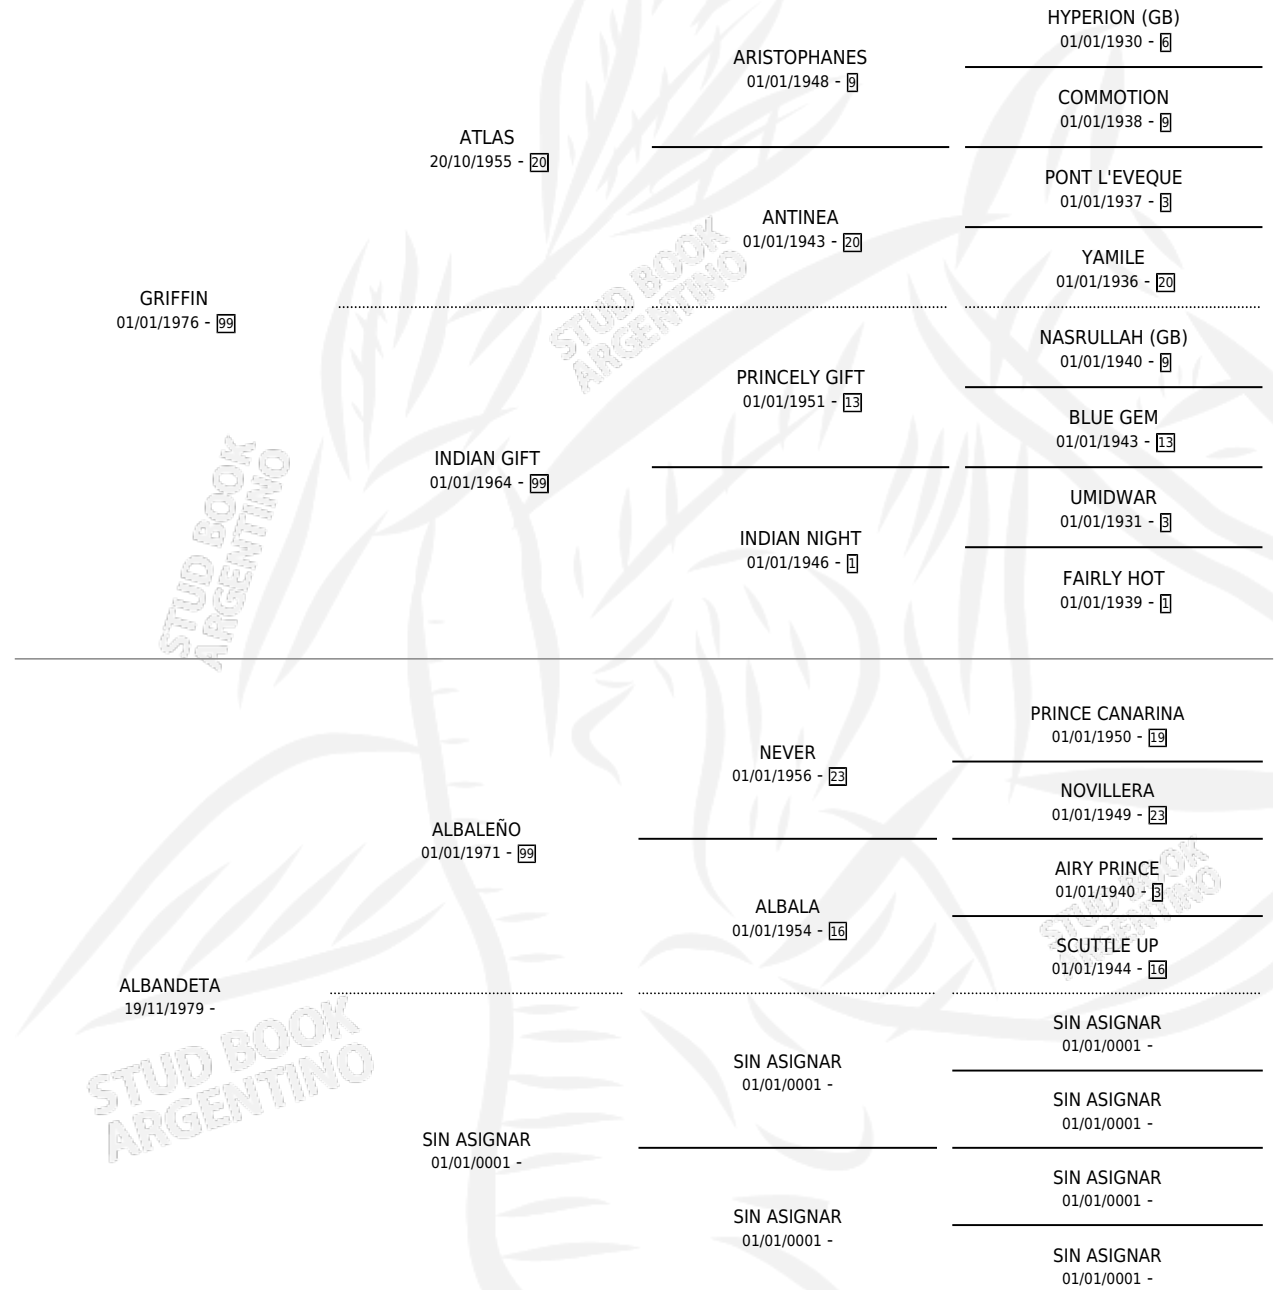 HYPERION (GB)
01/01/1930 - 6
ARISTOPHANES
01/01/1948 - 9
COMMOTION
01/01/1938 - 9
ATLAS
20/10/1955 - 20
PONT L'EVEQUE
01/01/1937 - 3
ANTINEA
01/01/1943 - 20
YAMILE
01/01/1936 - 20
GRIFFIN
01/01/1976 - 99
STUD BOOK
ARGENTINO
NASRULLAH (GB)
01/01/1940 - 9
PRINCELY GIFT
01/01/1951 - 13
BLUE GEM
01/01/1943 - 13
INDIAN GIFT
01/01/1964 - 99
UMIDWAR
01/01/1931 - 3
INDIAN NIGHT
01/01/1946 - 1
FAIRLY HOT
01/01/1939 - 1
STUD BOOK
ARGENTINO
PRINCE CANARINA
01/01/1950 - 19
NEVER
01/01/1956 - 23
NOVILLERA
01/01/1949 - 23
ALBALEÑO
01/01/1971 - 99
AIRY PRINCE
01/01/1940 - 3
ALBALA
01/01/1954 - 16
SCUTTLE UP
01/01/1944 - 16
STUD BOOK
ARGENTINO
ALBANDETA
19/11/1979 -
STUD BOOK
ARGENTINO
SIN ASIGNAR
01/01/0001 -
SIN ASIGNAR
01/01/0001 -
SIN ASIGNAR
01/01/0001 -
SIN ASIGNAR
01/01/0001 -
SIN ASIGNAR
01/01/0001 -
SIN ASIGNAR
01/01/0001 -
SIN ASIGNAR
01/01/0001 -